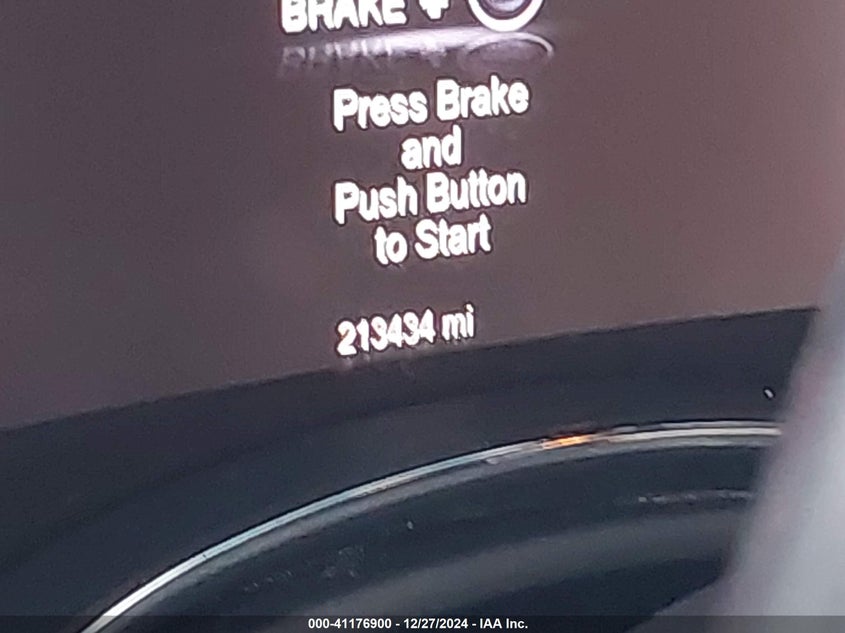 BRAKE +
Press Brake
and
Push Button
to Start
213434 mi
000-41176900 - 12/27/2024 - IAA Inc.